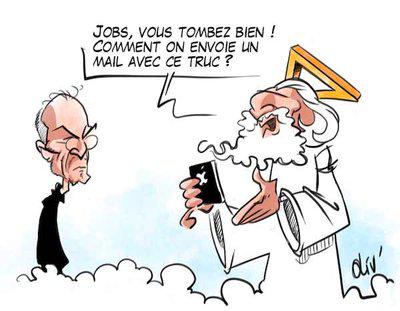 JOBS, VOUS TOMBEZ BIEN !
COMMENT ON ENVOIE UN
MAIL AVEC CE TRUC ?
Oliv'